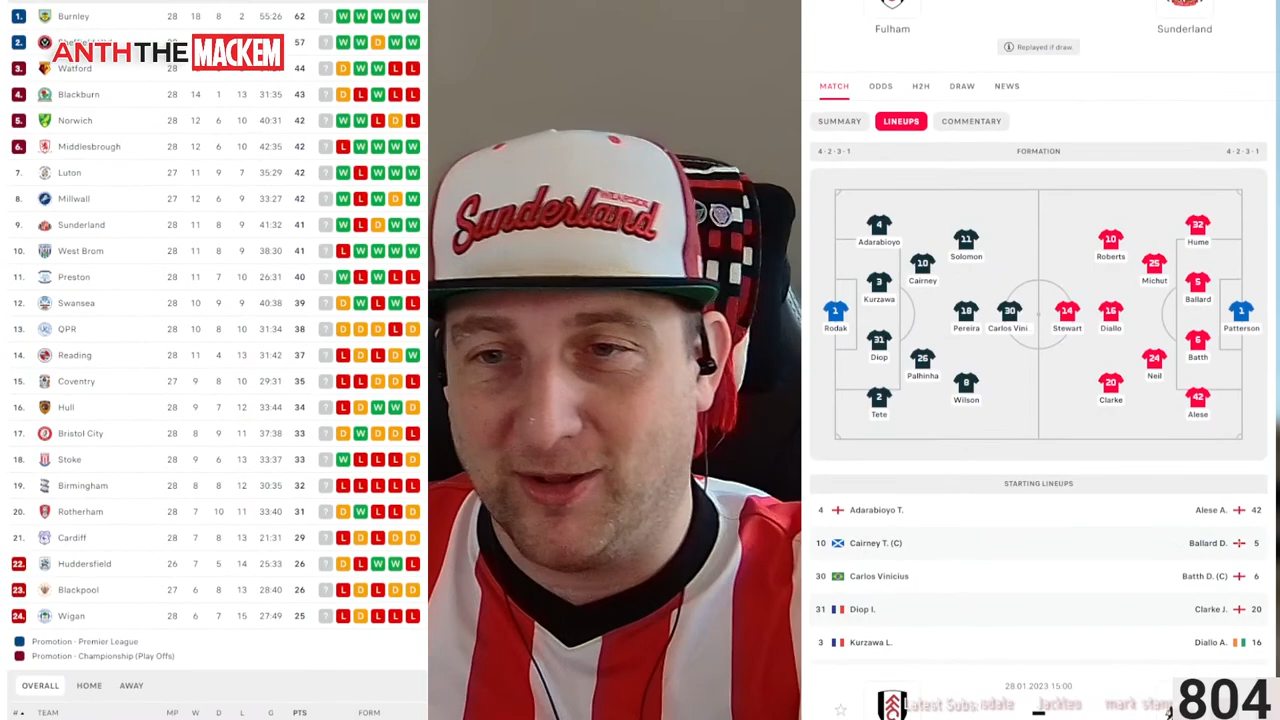 1. Burnley 28 18 8 2 55:26 62 ? W W W W W
2. 57 ? W W D W W
ANTHTHE MACKEM
3. Watford 28 44 ? D W W L L
4. Blackburn 28 14 1 13 31:35 43 ? D L W L L
5. Norwich 28 12 6 10 40:31 42 ? W W L D L
6. Middlesbrough 28 12 6 10 42:35 42 ? L W W W W
Luton 27 11 9 7 35:29 42 ? W L W W W
8. Millwall 27 12 6 9 33:27 42 ? W L W D W
9. Sunderland 28 11 8 9 41:32 41 ? W L D W W
10. West Brom 28 11 8 9 38:30 41 ? L W W W W
11. Preston 28 11 7 10 26:31 40 ? W L W L L
12. Swansea 28 10 9 9 40:38 39 ? D W L W L
13. QPR 28 10 8 10 31:34 38 ? D D D L D
14. Reading 28 11 4 13 31:42 37 ? L D L D W
15. Coventry 27 9 8 10 29:31 35 ? L L D D L
16. Hull 28 9 7 12 33:44 34 ? L D W W D
17. Bristol City 28 8 9 11 37:38 33 ? D W D D L
18. Stoke 28 9 6 13 33:37 33 ? W L L L D
19. Birmingham 28 8 8 12 30:35 32 ? L L L L L
20. Rotherham 28 7 10 11 33:40 31 ? D W L L D
21. Cardiff 28 7 8 13 21:31 29 ? L D L D D
22. Huddersfield 26 7 5 14 25:33 26 ? D L W W L
23. Blackpool 27 6 8 13 28:40 26 ? L D L D D
24. Wigan 28 6 7 15 27:49 25 ? L D L L L
Promotion - Premier League
Promotion - Championship (Play Offs)
OVERALL HOME AWAY
# TEAM MP W D L G PTS FORM
Sunderland
Fulham Sunderland
Replayed if draw.
MATCH ODDS H2H DRAW NEWS
SUMMARY LINEUPS COMMENTARY
4 - 2 - 3 - 1 FORMATION 4 - 2 - 3 - 1
4 Adarabioyo
3 Kurzawa
1 Rodak
31 Diop
2 Tete
10 Cairney
26 Palhinha
11 Solomon
18 Pereira
8 Wilson
30 Carlos Vini
14 Stewart
10 Roberts
16 Diallo
20 Clarke
25 Michut
24 Neil
32 Hume
5 Ballard
6 Batth
42 Alese
1 Patterson
STARTING LINEUPS
4 Adarabioyo T. Alese A. 42
10 Cairney T. (C) Ballard D. 5
30 Carlos Vinicius Batth D. (C) 6
31 Diop I. Clarke J. 20
3 Kurzawa L. Diallo A. 16
28.01.2023 15:00
Latest Subs: Jackles mark
804